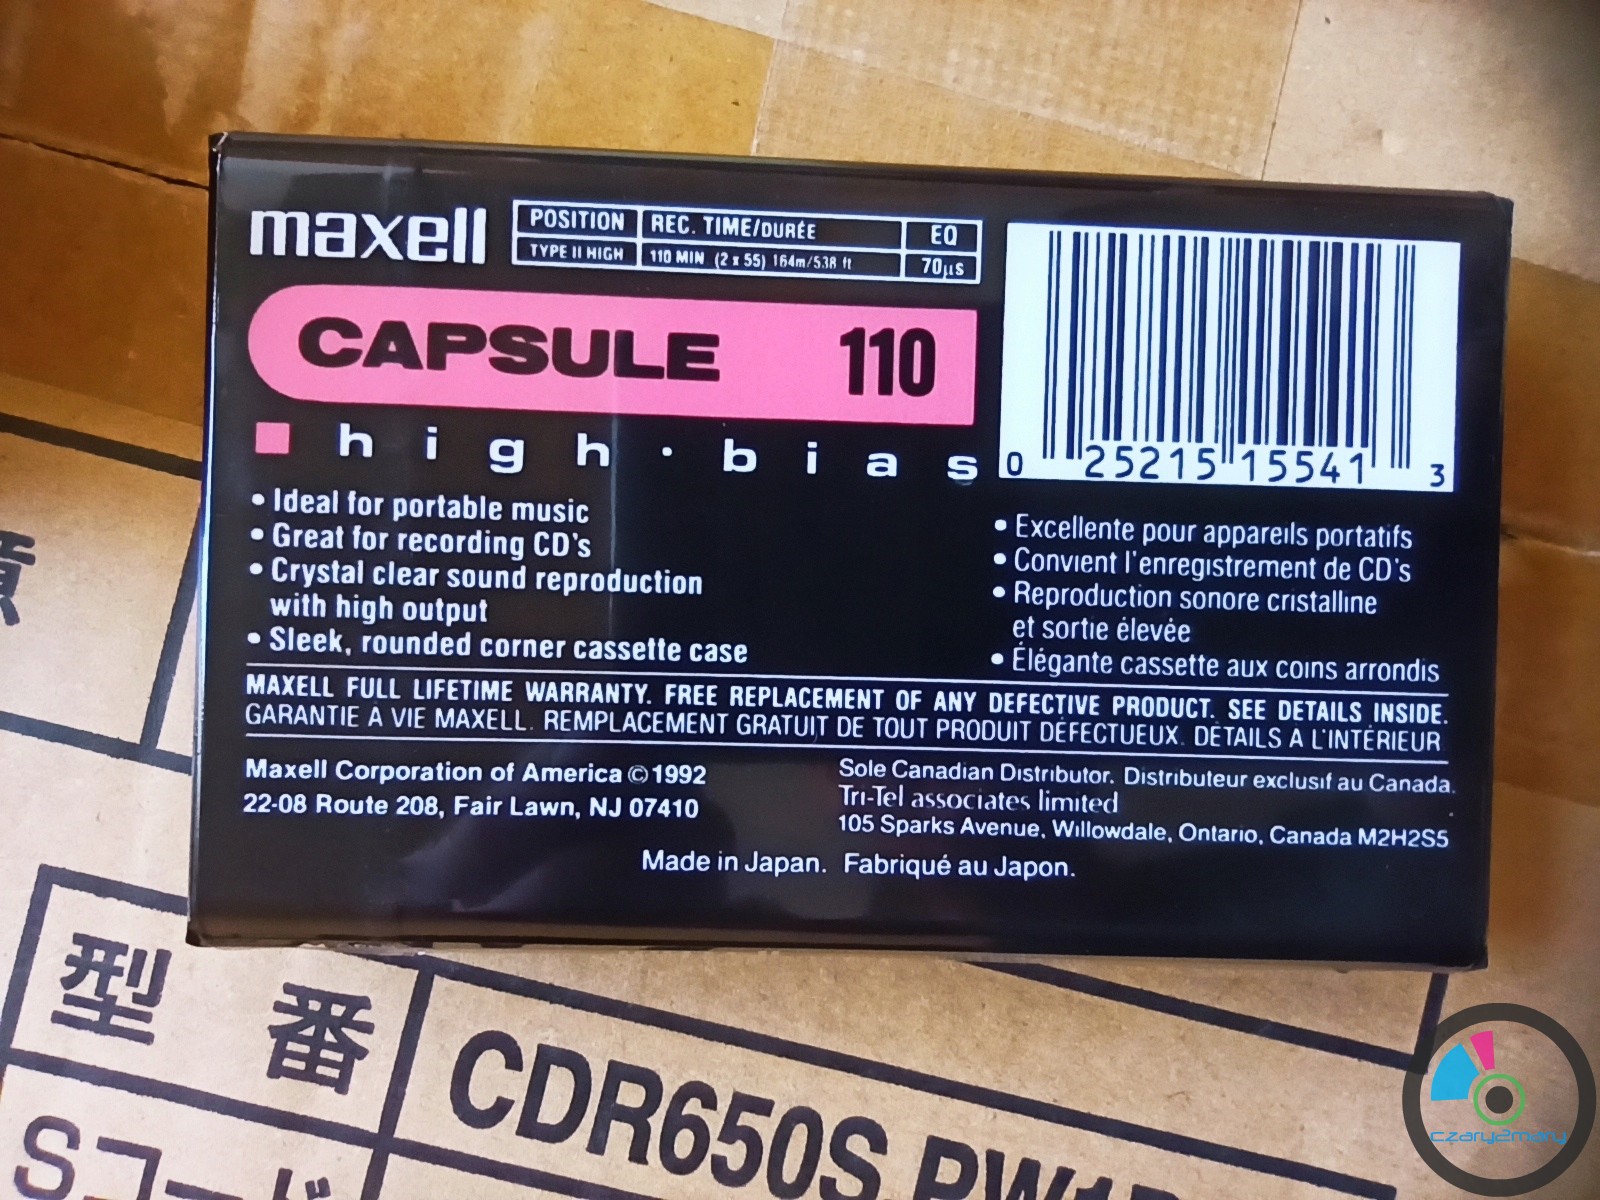 maxell
POSITION REC. TIME/DURÉE EQ
TYPE II HIGH 110 MIN (2 x 55) 164m/538 ft 70µs
CAPSULE 110
high·bias
0 25215 15541 3
• Ideal for portable music
• Great for recording CD's
• Crystal clear sound reproduction
with high output
• Sleek, rounded corner cassette case
• Excellente pour appareils portatifs
• Convient l'enregistrement de CD's
• Reproduction sonore cristalline
et sortie élevée
• Élégante cassette aux coins arrondis
MAXELL FULL LIFETIME WARRANTY. FREE REPLACEMENT OF ANY DEFECTIVE PRODUCT. SEE DETAILS INSIDE.
GARANTIE À VIE MAXELL. REMPLACEMENT GRATUIT DE TOUT PRODUIT DÉFECTUEUX. DÉTAILS À L'INTÉRIEUR
Maxell Corporation of America © 1992
22-08 Route 208, Fair Lawn, NJ 07410
Sole Canadian Distributor. Distributeur exclusif au Canada.
Tri-Tel associates limited
105 Sparks Avenue, Willowdale, Ontario, Canada M2H2S5
Made in Japan. Fabriqué au Japon.
型 番
CDR650S
Sコード
czary2mary